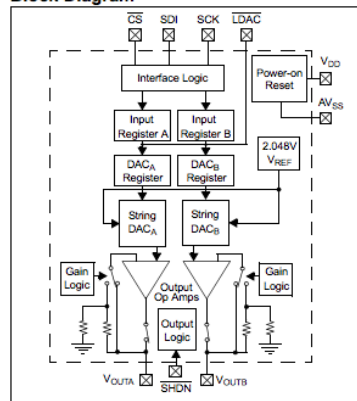 Block Diagram
CS SDI SCK LDAC
Interface Logic
Power-on Reset
VDD
AVSS
Input Register A
Input Register B
DACA Register
DACB Register
2.048V VREF
String DACA
String DACB
Gain Logic
Output Op Amps
Gain Logic
Output Logic
VOUTA
SHDN
VOUTB